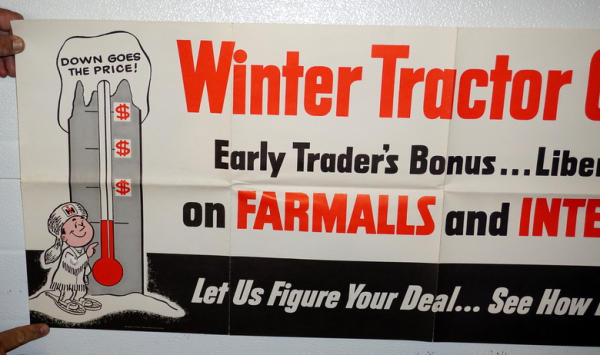 DOWN GOES
THE PRICE!
$
$
$
Winter Tractor
Early Trader's Bonus...
on FARMALLS and
Let Us Figure Your Deal... See How